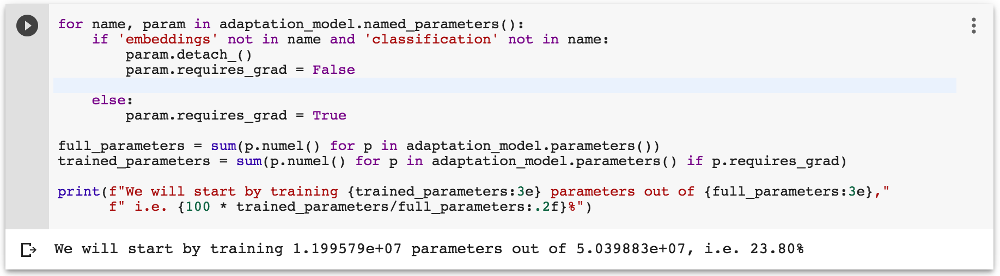 for name, param in adaptation_model.named_parameters():
    if 'embeddings' not in name and 'classification' not in name:
        param.detach_()
        param.requires_grad = False
    else:
        param.requires_grad = True
full_parameters = sum(p.numel() for p in adaptation_model.parameters())
trained_parameters = sum(p.numel() for p in adaptation_model.parameters() if p.requires_grad)
print(f"We will start by training {trained_parameters:3e} parameters out of {full_parameters:3e},"
      f" i.e. {100 * trained_parameters/full_parameters:.2f}%")
We will start by training 1.199579e+07 parameters out of 5.039883e+07, i.e. 23.80%